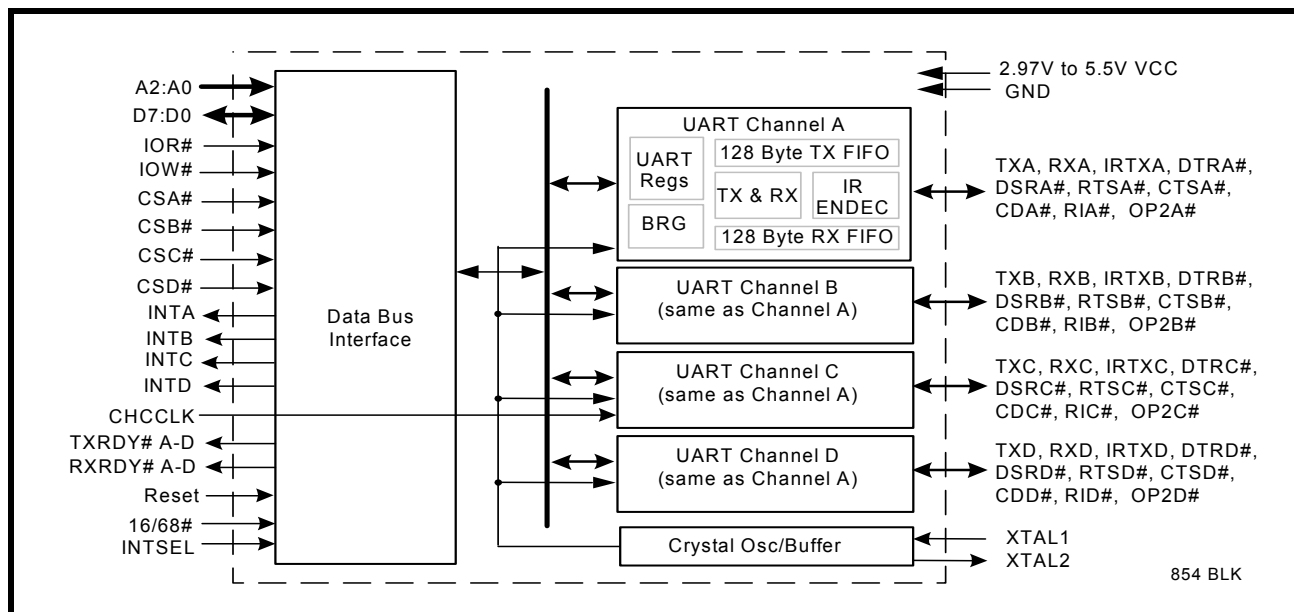 A2:A0
D7:D0
IOR#
IOW#
CSA#
CSB#
CSC#
CSD#
INTA
INTB
INTC
INTD
CHCCLK
TXRDY# A-D
RXRDY# A-D
Reset
16/68#
INTSEL
Data Bus
Interface
UART Channel A
UART
Regs
BRG
128 Byte TX FIFO
TX & RX
IR
ENDEC
128 Byte RX FIFO
UART Channel B
(same as Channel A)
UART Channel C
(same as Channel A)
UART Channel D
(same as Channel A)
Crystal Osc/Buffer
2.97V to 5.5V VCC
GND
TXA, RXA, IRTXA, DTRA#,
DSRA#, RTSA#, CTSA#,
CDA#, RIA#, OP2A#
TXB, RXB, IRTXB, DTRB#,
DSRB#, RTSB#, CTSB#,
CDB#, RIB#, OP2B#
TXC, RXC, IRTXC, DTRC#,
DSRC#, RTSC#, CTSC#,
CDC#, RIC#, OP2C#
TXD, RXD, IRTXD, DTRD#,
DSRD#, RTSD#, CTSD#,
CDD#, RID#, OP2D#
XTAL1
XTAL2
854 BLK